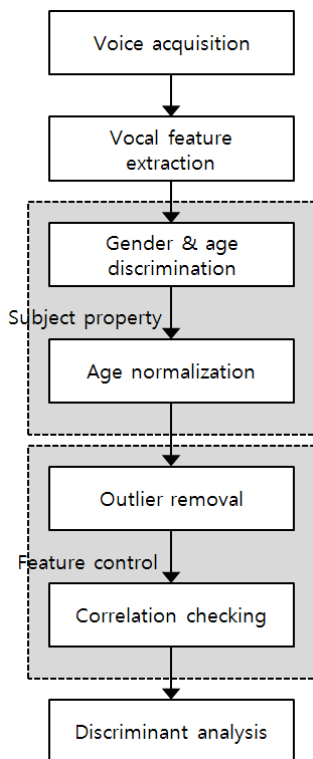 Voice acquisition
Vocal feature
extraction
Gender & age
discrimination
Subject property
Age normalization
Outlier removal
Feature control
Correlation checking
Discriminant analysis